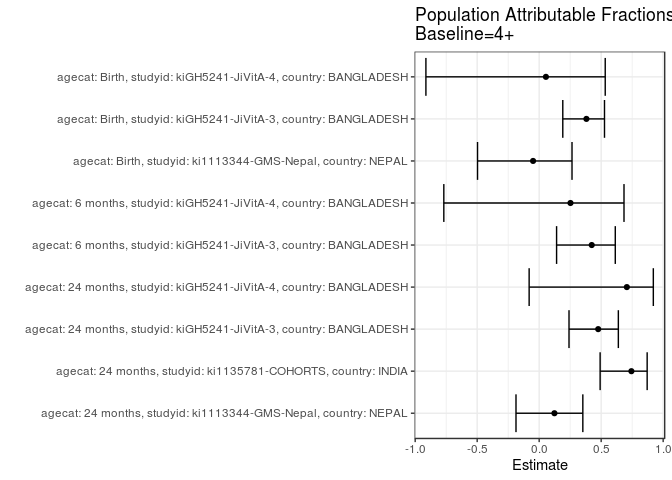 Population Attributable Fractions
Baseline=4+
agecat: Birth, studyid: kiGH5241-JiVitA-4, country: BANGLADESH
agecat: Birth, studyid: kiGH5241-JiVitA-3, country: BANGLADESH
agecat: Birth, studyid: ki1113344-GMS-Nepal, country: NEPAL
agecat: 6 months, studyid: kiGH5241-JiVitA-4, country: BANGLADESH
agecat: 6 months, studyid: kiGH5241-JiVitA-3, country: BANGLADESH
agecat: 24 months, studyid: kiGH5241-JiVitA-4, country: BANGLADESH
agecat: 24 months, studyid: kiGH5241-JiVitA-3, country: BANGLADESH
agecat: 24 months, studyid: ki1135781-COHORTS, country: INDIA
agecat: 24 months, studyid: ki1113344-GMS-Nepal, country: NEPAL
-1.0 -0.5 0.0 0.5 1.0
Estimate